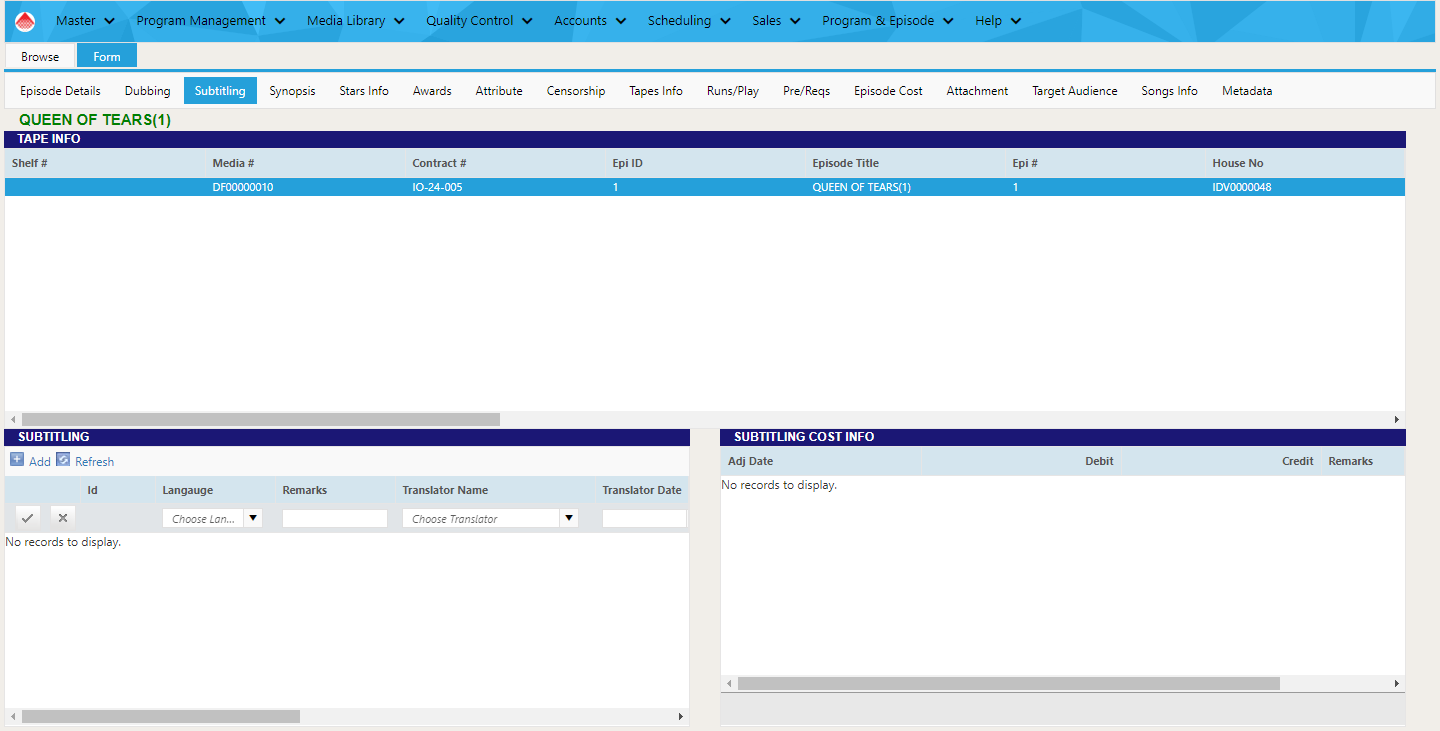 Master Program Management Media Library Quality Control Accounts Scheduling Sales Program & Episode Help
Browse Form
Episode Details Dubbing Subtitling Synopsis Stars Info Awards Attribute Censorship Tapes Info Runs/Play Pre/Reqs Episode Cost Attachment Target Audience Songs Info Metadata
QUEEN OF TEARS(1)
TAPE INFO
Shelf # Media # Contract # Epi ID Episode Title Epi # House No
DF00000010 IO-24-005 1 QUEEN OF TEARS(1) 1 IDV0000048
SUBTITLING
Add Refresh
Id Langauge Remarks Translator Name Translator Date
Choose Lan... Choose Translator
No records to display.
SUBTITLING COST INFO
Adj Date Debit Credit Remarks
No records to display.